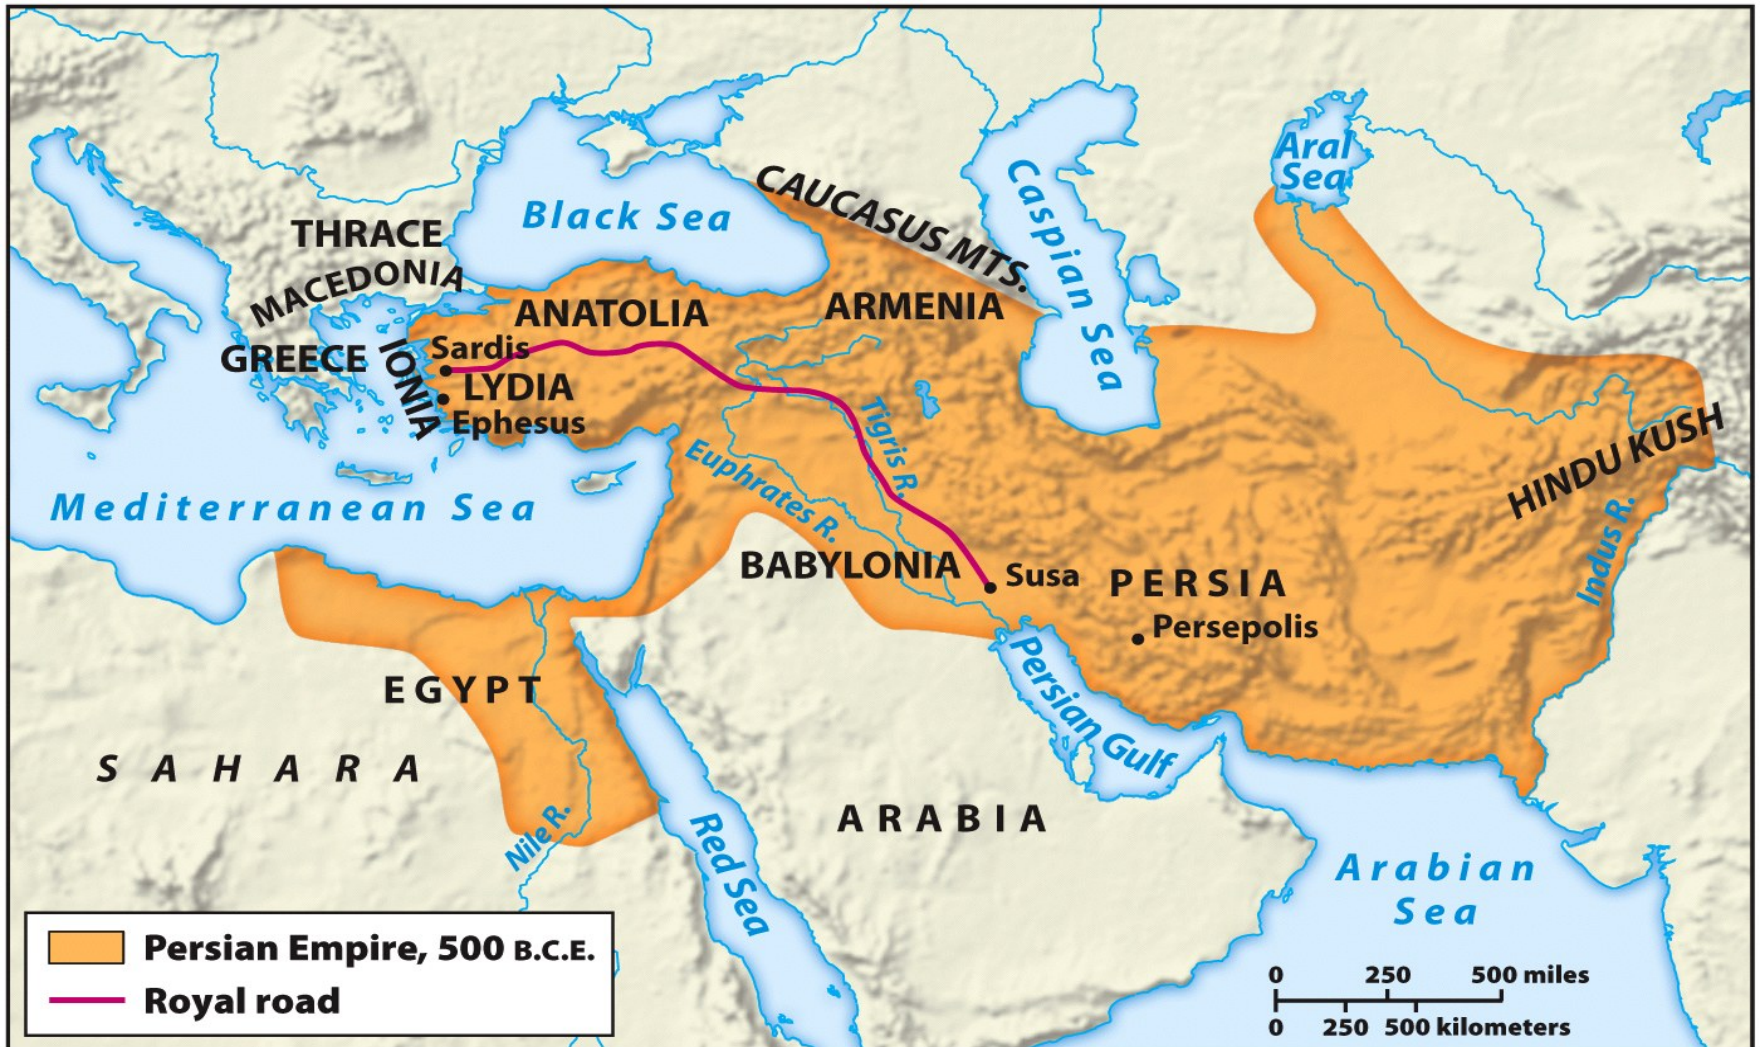 Aral
Sea
CAUCASUS MTS.
Caspian Sea
Black Sea
THRACE
MACEDONIA
ANATOLIA
ARMENIA
GREECE
IONIA
Sardis
LYDIA
Ephesus
Tigris R.
Euphrates R.
HINDU KUSH
Mediterranean Sea
Indus R.
BABYLONIA
Susa
PERSIA
Persepolis
Persian Gulf
EGYPT
SAHARA
Nile R.
Red Sea
ARABIA
Arabian
Sea
Persian Empire, 500 B.C.E.
Royal road
0 250 500 miles
0 250 500 kilometers